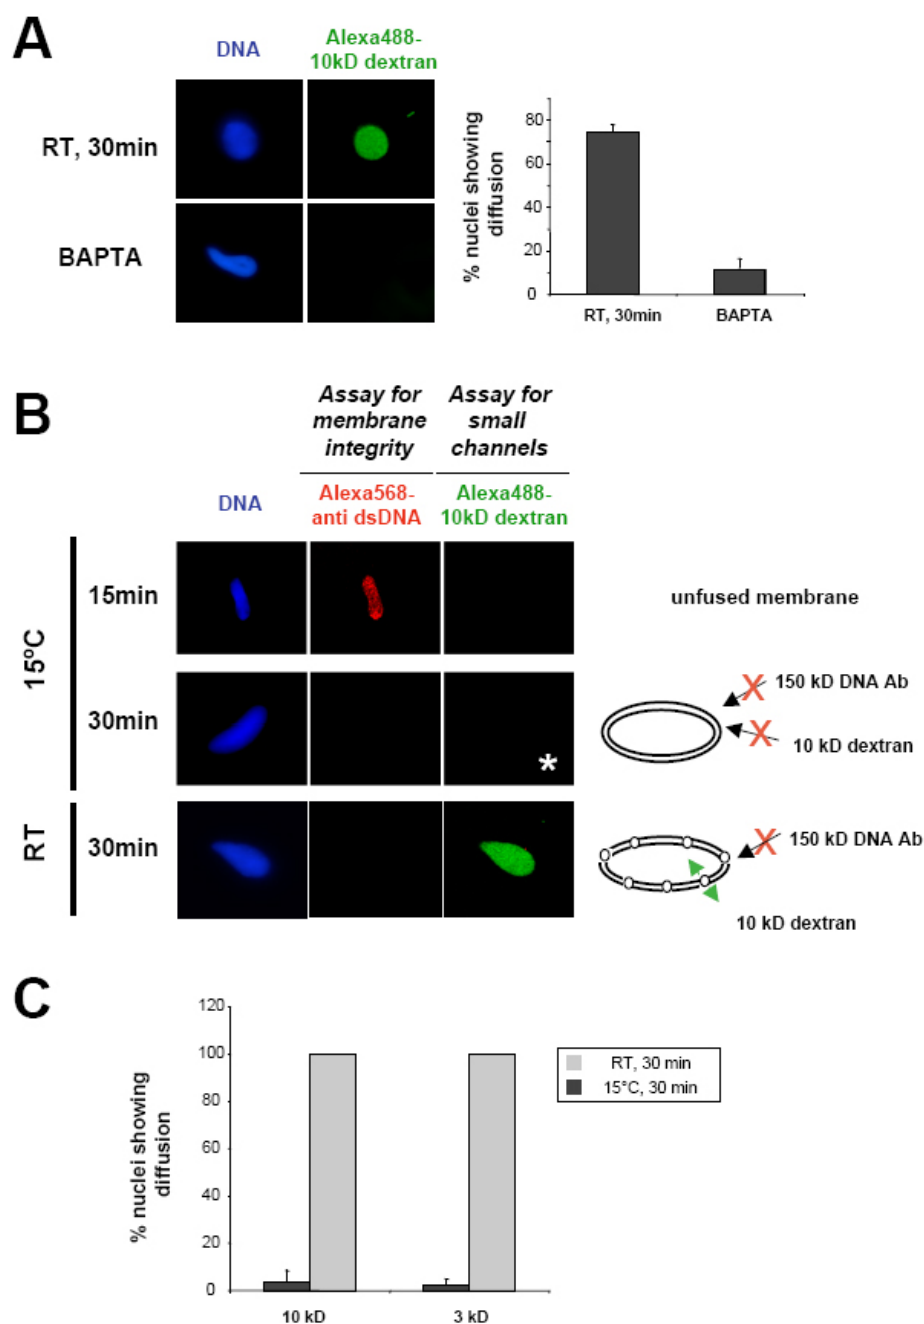 A
DNA
Alexa488-
10kD dextran
RT, 30min
BAPTA
% nuclei showing
diffusion
80
60
40
20
0
RT, 30min
BAPTA
B
Assay for
membrane
integrity
Assay for
small
channels
DNA
Alexa568-
anti dsDNA
Alexa488-
10kD dextran
15ºC
15min
unfused membrane
30min
*
X
150 kD DNA Ab
X
10 kD dextran
RT
30min
X
150 kD DNA Ab
10 kD dextran
C
% nuclei showing
diffusion
120
100
80
60
40
20
0
10 kD
3 kD
RT, 30 min
15°C, 30 min